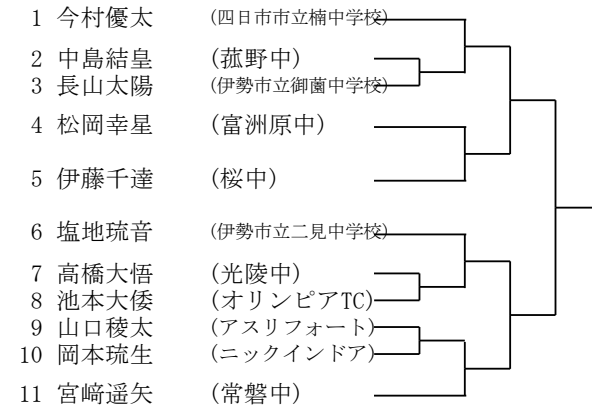 1 今村優太 (四日市市立楠中学校)
2 中島結皇 (菰野中)
3 長山太陽 (伊勢市立御薗中学校)
4 松岡幸星 (富洲原中)
5 伊藤千達 (桜中)
6 塩地琉音 (伊勢市立二見中学校)
7 高橋大悟 (光陵中)
8 池本大倭 (オリンピアTC)
9 山口稜太 (アスリフォート)
10 岡本琉生 (ニックインドア)
11 宮﨑遥矢 (常磐中)